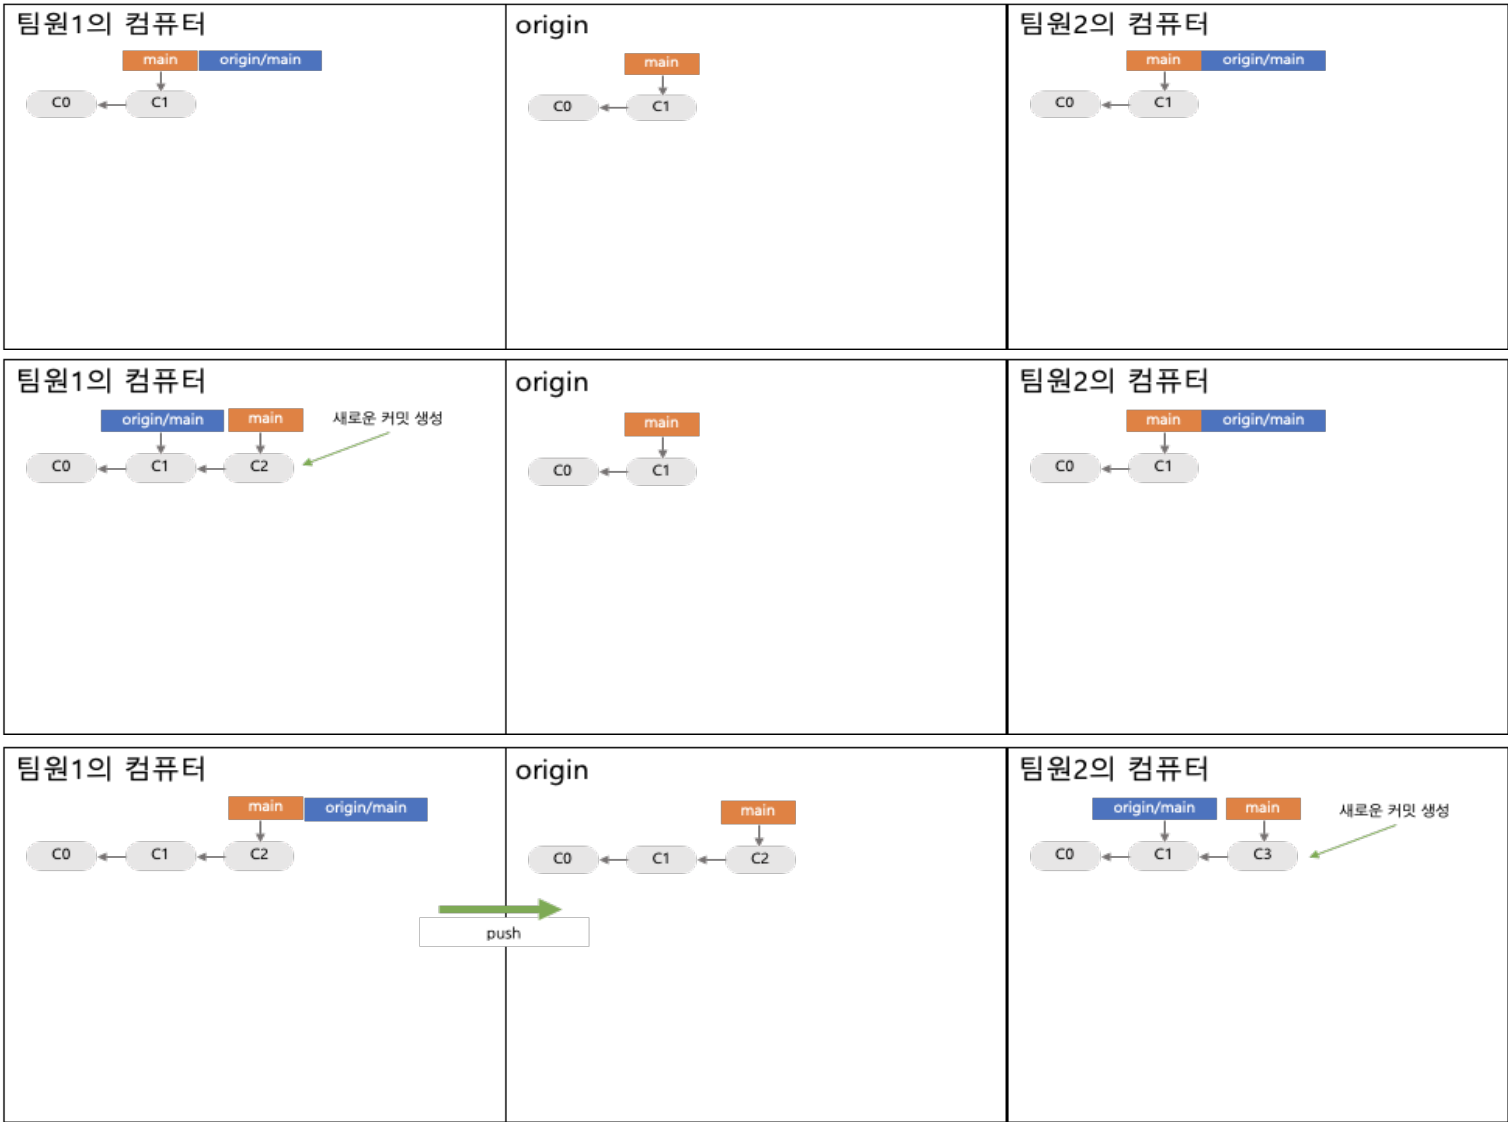 팀원1의 컴퓨터
main origin/main
C0 C1
origin
main
C0 C1
팀원2의 컴퓨터
main origin/main
C0 C1
팀원1의 컴퓨터
origin/main main 새로운 커밋 생성
C0 C1 C2
origin
main
C0 C1
팀원2의 컴퓨터
main origin/main
C0 C1
팀원1의 컴퓨터
main origin/main
C0 C1 C2
push
origin
main
C0 C1 C2
팀원2의 컴퓨터
origin/main main 새로운 커밋 생성
C0 C1 C3